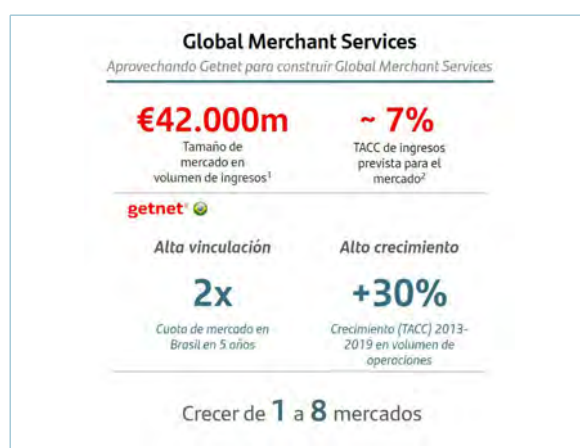 Global Merchant Services
Aprovechando Getnet para construir Global Merchant Services
€42.000m
~ 7%
Tamaño de
mercado en
volumen de ingresos¹
TACC de ingresos
prevista para el
mercado²
getnet®
Alta vinculación
Alto crecimiento
2x
+30%
Cuota de mercado en
Brasil en 5 años
Crecimiento (TACC) 2013-
2019 en volumen de
operaciones
Crecer de 1 a 8 mercados